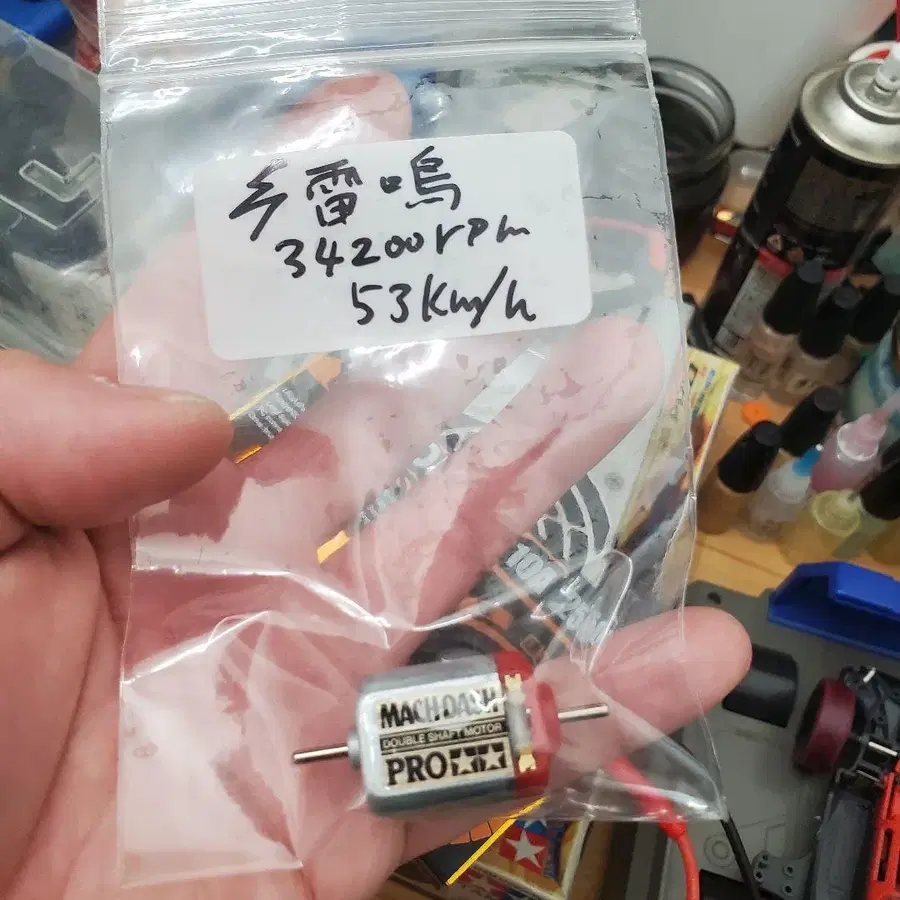 乡雷鳴
34200rpm
53Km/h
MACH DASH
DOUBLE SHAFT MOTOR
PRO